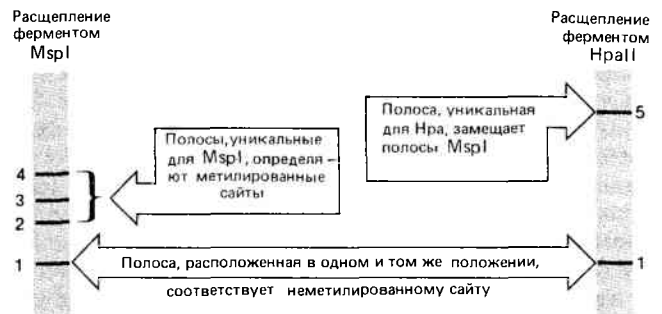 Расщепление
ферментом
MspI
Расщепление
ферментом
HpaII
Полоса, уникальная
для Hpa, замещает
полосы MspI
5
Полосы, уникальные
для MspI, определя-
ют метилированные
сайты
4
3
2
1
Полоса, расположенная в одном и том же положении,
соответствует неметилированному сайту
1